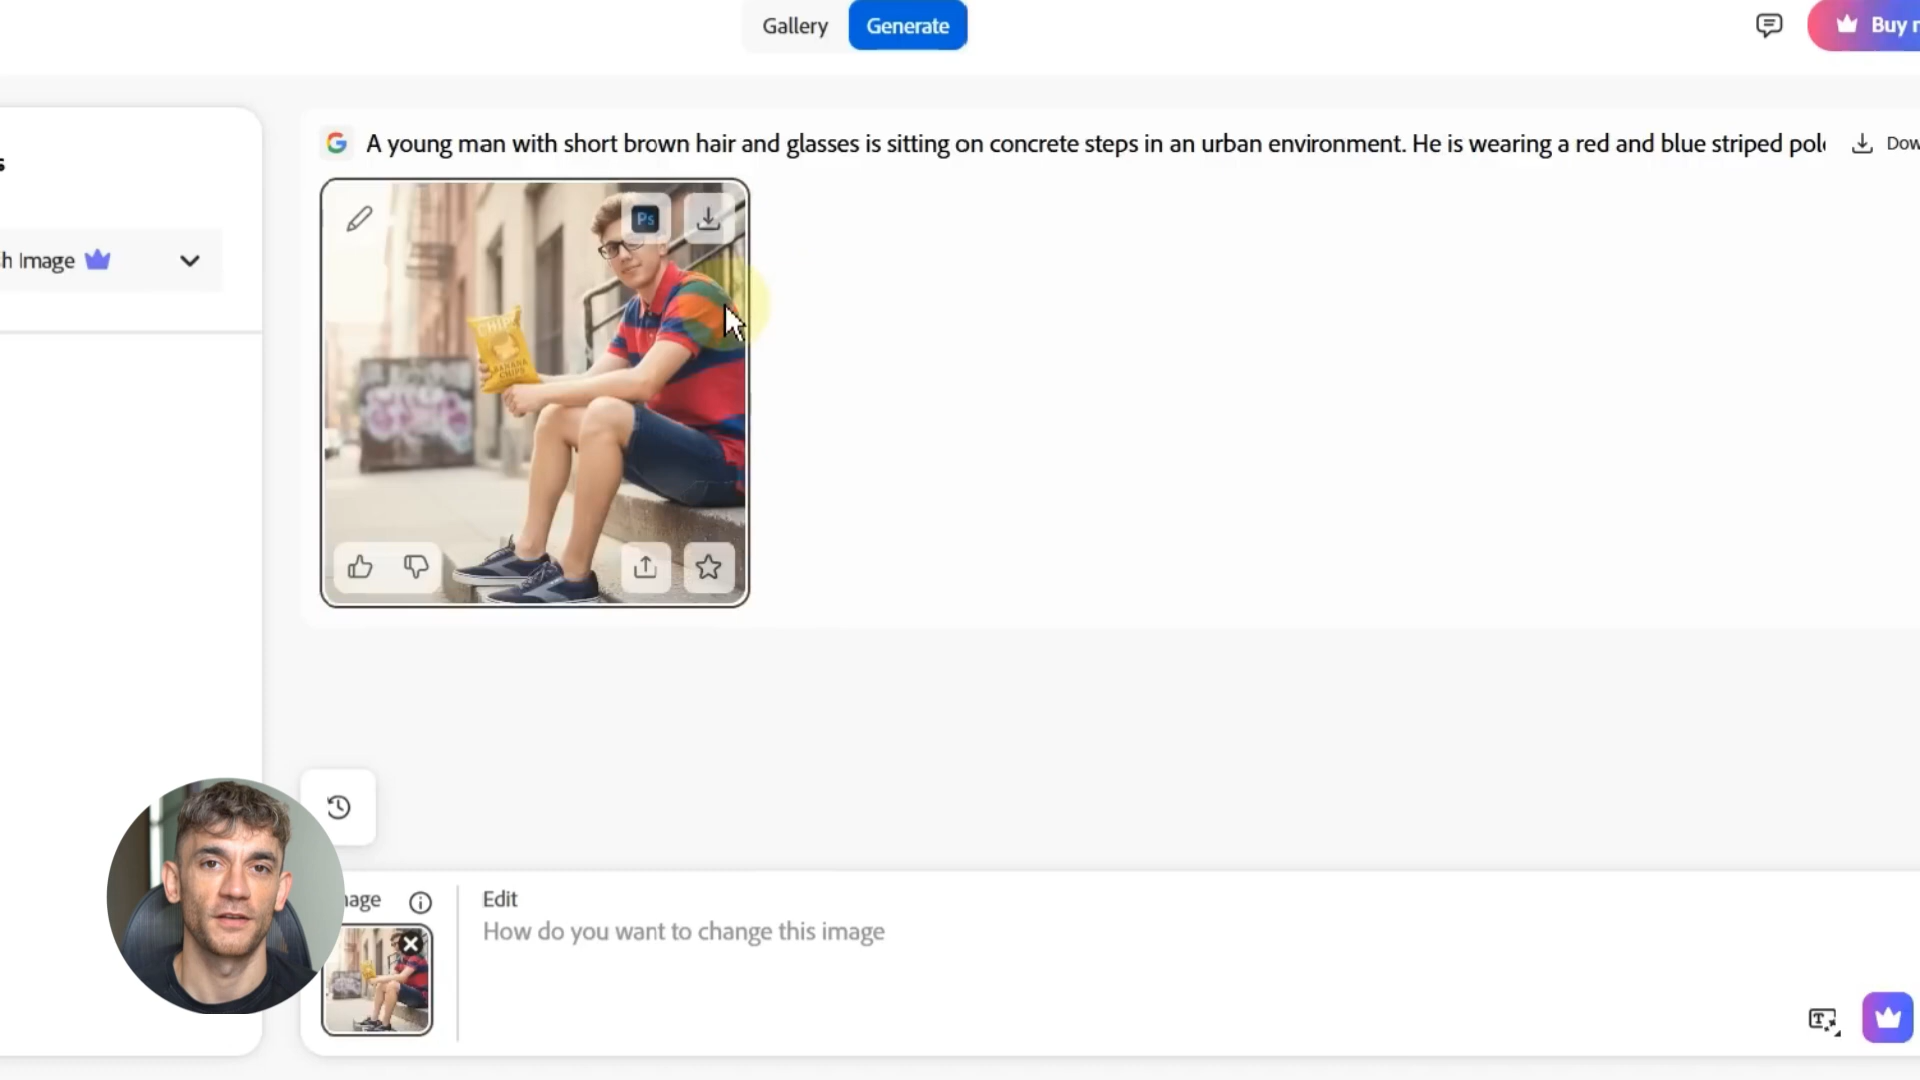 Gallery
Generate
Buy
A young man with short brown hair and glasses is sitting on concrete steps in an urban environment. He is wearing a red and blue striped
Dow
Ps
h Image
CHIPS
BANANA
CHIPS
Edit
How do you want to change this image